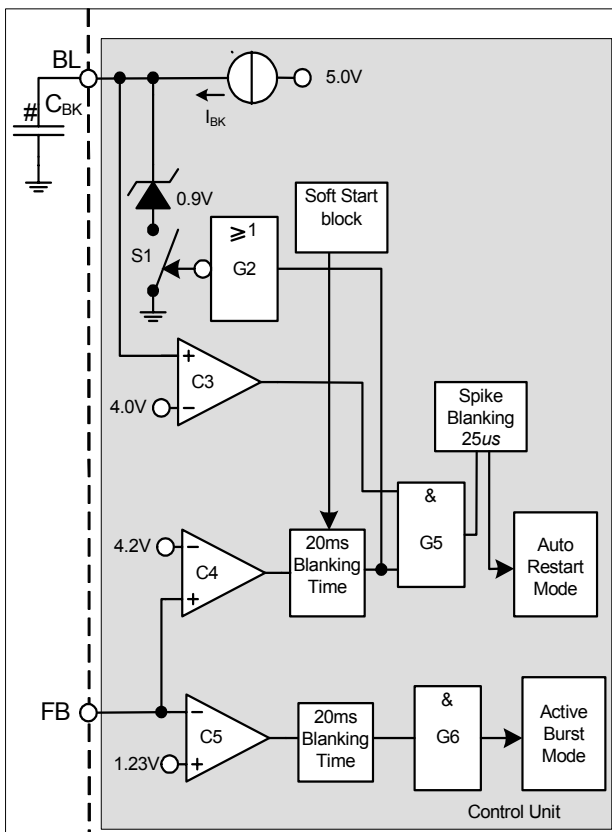 BL
5.0V
# C_BK
I_BK
0.9V
Soft Start
block
S1
≥1
G2
+
C3
4.0V
−
Spike
Blanking
25us
&
G5
4.2V
−
C4
+
20ms
Blanking
Time
Auto
Restart
Mode
FB
−
C5
1.23V
+
20ms
Blanking
Time
&
G6
Active
Burst
Mode
Control Unit